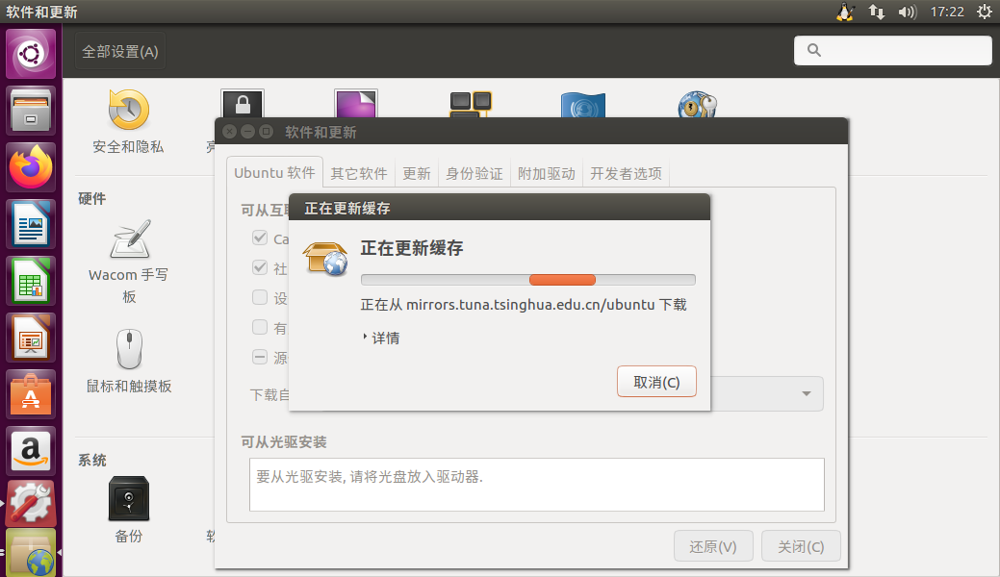 软件和更新
17:22
全部设置(A)
安全和隐私
硬件
Wacom 手写
板
鼠标和触摸板
系统
备份
软件和更新
Ubuntu 软件
其它软件
更新
身份验证
附加驱动
开发者选项
可从互
Ca
社
设
有
源
下载自
正在更新缓存
正在更新缓存
正在从 mirrors.tuna.tsinghua.edu.cn/ubuntu 下载
详情
取消(C)
可从光驱安装
要从光驱安装, 请将光盘放入驱动器.
还原(V)
关闭(C)